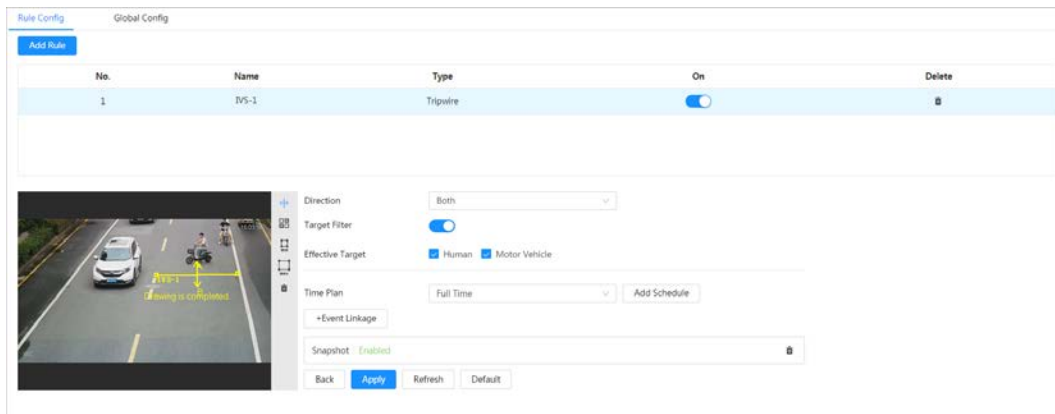 Rule Config Global Config
Add Rule
No. Name Type On Delete
1 IVS-1 Tripwire
Direction Both
Target Filter
Effective Target Human Motor Vehicle
IVS-1
Drawing is completed.
Time Plan Full Time Add Schedule
+Event Linkage
Snapshot Enabled
Back Apply Refresh Default